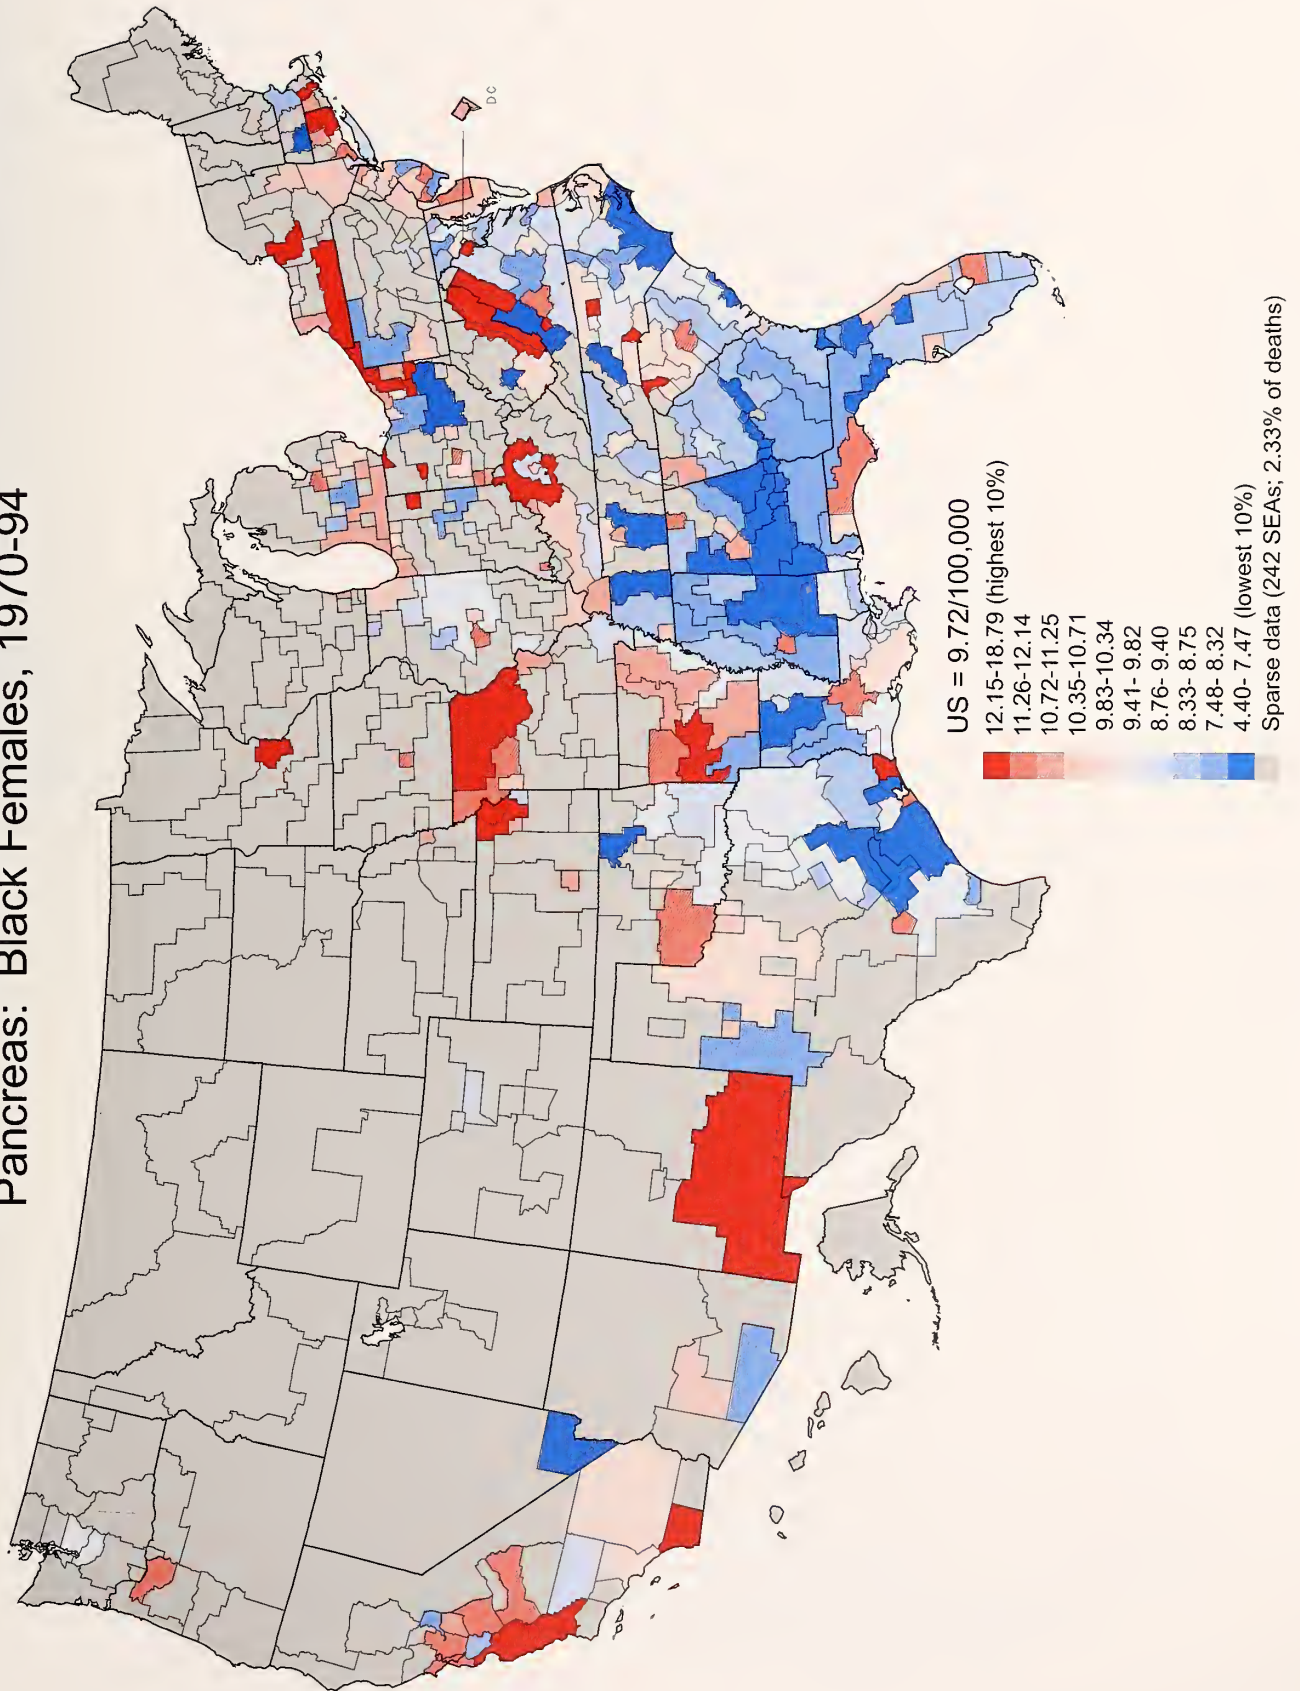 Pancreas: Black Females, 1970-94
DC
US = 9.72/100,000
12.15-18.79 (highest 10%)
11.26-12.14
10.72-11.25
10.35-10.71
9.83-10.34
9.41- 9.82
8.76- 9.40
8.33- 8.75
7.48- 8.32
4.40- 7.47 (lowest 10%)
Sparse data (242 SEAs; 2.33% of deaths)